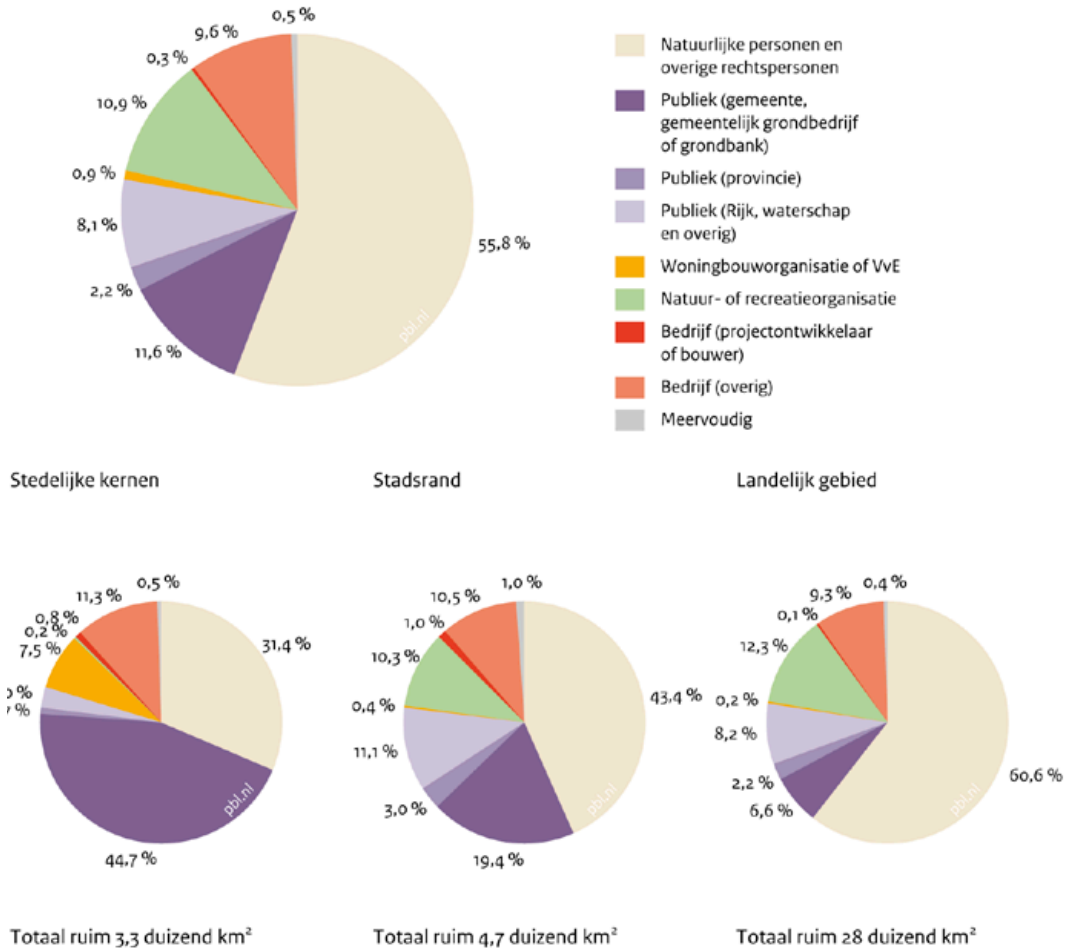 0,5 %
9,6 %
0,3 %
10,9 %
0,9 %
8,1 %
2,2 %
11,6 %
55,8 %
pbl.nl
Natuurlijke personen en
overige rechtspersonen
Publiek (gemeente,
gemeentelijk grondbedrijf
of grondbank)
Publiek (provincie)
Publiek (Rijk, waterschap
en overig)
Woningbouworganisatie of VvE
Natuur- of recreatieorganisatie
Bedrijf (projectontwikkelaar
of bouwer)
Bedrijf (overig)
Meervoudig
Stedelijke kernen
0,5 %
11,3 %
0,8 %
0,2 %
7,5 %
%
%
44,7 %
31,4 %
pbl.nl
Totaal ruim 3,3 duizend km²
Stadsrand
1,0 %
10,5 %
1,0 %
10,3 %
0,4 %
11,1 %
3,0 %
19,4 %
43,4 %
pbl.nl
Totaal ruim 4,7 duizend km²
Landelijk gebied
0,4 %
9,3 %
0,1 %
12,3 %
0,2 %
8,2 %
2,2 %
6,6 %
60,6 %
pbl.nl
Totaal ruim 28 duizend km²